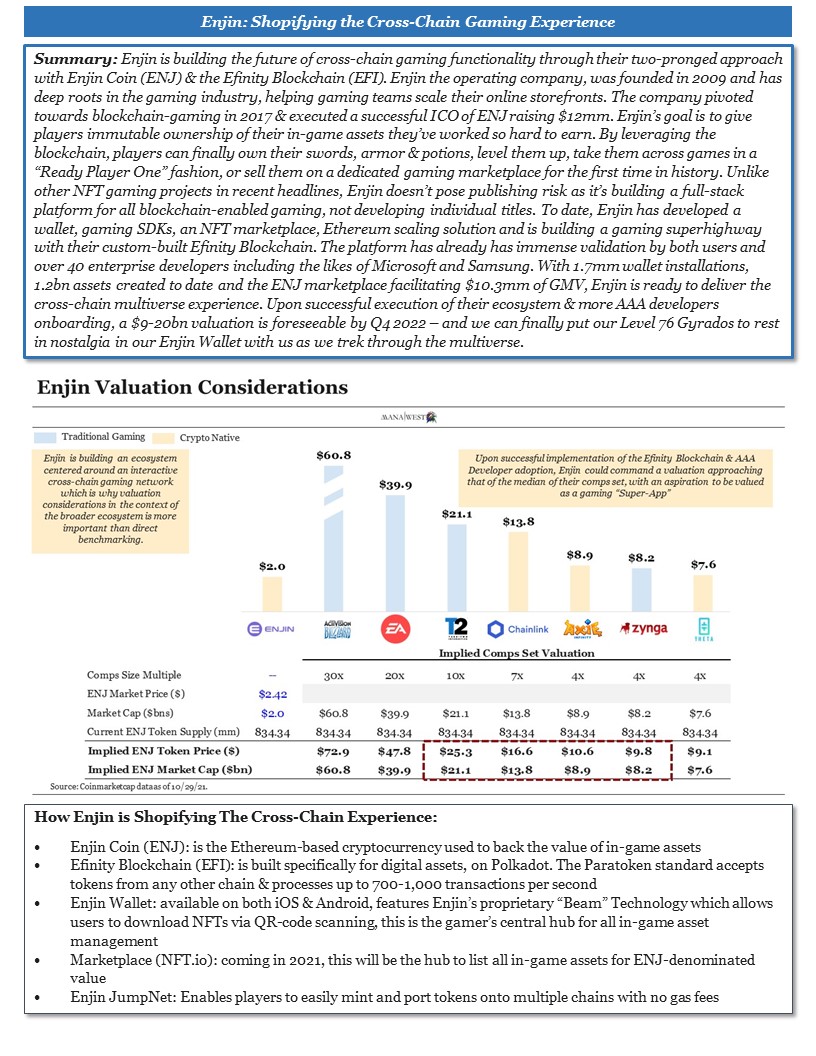 Enjin: Shopifying the Cross-Chain Gaming Experience
Summary: Enjin is building the future of cross-chain gaming functionality through their two-pronged approach
with Enjin Coin (ENJ) & the Efinity Blockchain (EFI). Enjin the operating company, was founded in 2009 and has
deep roots in the gaming industry, helping gaming teams scale their online storefronts. The company pivoted
towards blockchain-gaming in 2017 & executed a successful ICO of ENJ raising $12mm. Enjin's goal is to give
players immutable ownership of their in-game assets they've worked so hard to earn. By leveraging the
blockchain, players can finally own their swords, armor & potions, level them up, take them across games in a
"Ready Player One" fashion, or sell them on a dedicated gaming marketplace for the first time in history. Unlike
other NFT gaming projects in recent headlines, Enjin doesn't pose publishing risk as it's building a full-stack
platform for all blockchain-enabled gaming, not developing individual titles. To date, Enjin has developed a
wallet, gaming SDKs, an NFT marketplace, Ethereum scaling solution and is building a gaming superhighway
with their custom-built Efinity Blockchain. The platform has already has immense validation by both users and
over 40 enterprise developers including the likes of Microsoft and Samsung. With 1.7mm wallet installations,
1.2bn assets created to date and the ENJ marketplace facilitating $10.3mm of GMV, Enjin is ready to deliver the
cross-chain multiverse experience. Upon successful execution of their ecosystem & more AAA developers
onboarding, a $9-20bn valuation is foreseeable by Q4 2022 – and we can finally put our Level 76 Gyrados to rest
in nostalgia in our Enjin Wallet with us as we trek through the multiverse.
Enjin Valuation Considerations
MANA|WEST
Traditional Gaming Crypto Native
Enjin is building an ecosystem
centered around an interactive
cross-chain gaming network
which is why valuation
considerations in the context of
the broader ecosystem is more
important than direct
benchmarking.
Upon successful implementation of the Efinity Blockchain & AAA
Developer adoption, Enjin could command a valuation approaching
that of the median of their comps set, with an aspiration to be valued
as a gaming "Super-App"
$2.0 $60.8 $39.9 $21.1 $13.8 $8.9 $8.2 $7.6
ENJIN ACTIVISION BLIZZARD EA T2 Chainlink AXIE INFINITY zynga THETA
Implied Comps Set Valuation
Comps Size Multiple -- 30x 20x 10x 7x 4x 4x 4x
ENJ Market Price ($) $2.42
Market Cap ($bns) $2.0 $60.8 $39.9 $21.1 $13.8 $8.9 $8.2 $7.6
Current ENJ Token Supply (mm) 834.34 834.34 834.34 834.34 834.34 834.34 834.34 834.34
Implied ENJ Token Price ($) $72.9 $47.8 $25.3 $16.6 $10.6 $9.8 $9.1
Implied ENJ Market Cap ($bn) $60.8 $39.9 $21.1 $13.8 $8.9 $8.2 $7.6
Source: Coinmarketcap data as of 10/29/21.
How Enjin is Shopifying The Cross-Chain Experience:
• Enjin Coin (ENJ): is the Ethereum-based cryptocurrency used to back the value of in-game assets
• Efinity Blockchain (EFI): is built specifically for digital assets, on Polkadot. The Paratoken standard accepts
tokens from any other chain & processes up to 700-1,000 transactions per second
• Enjin Wallet: available on both iOS & Android, features Enjin's proprietary "Beam" Technology which allows
users to download NFTs via QR-code scanning, this is the gamer's central hub for all in-game asset
management
• Marketplace (NFT.io): coming in 2021, this will be the hub to list all in-game assets for ENJ-denominated
value
• Enjin JumpNet: Enables players to easily mint and port tokens onto multiple chains with no gas fees